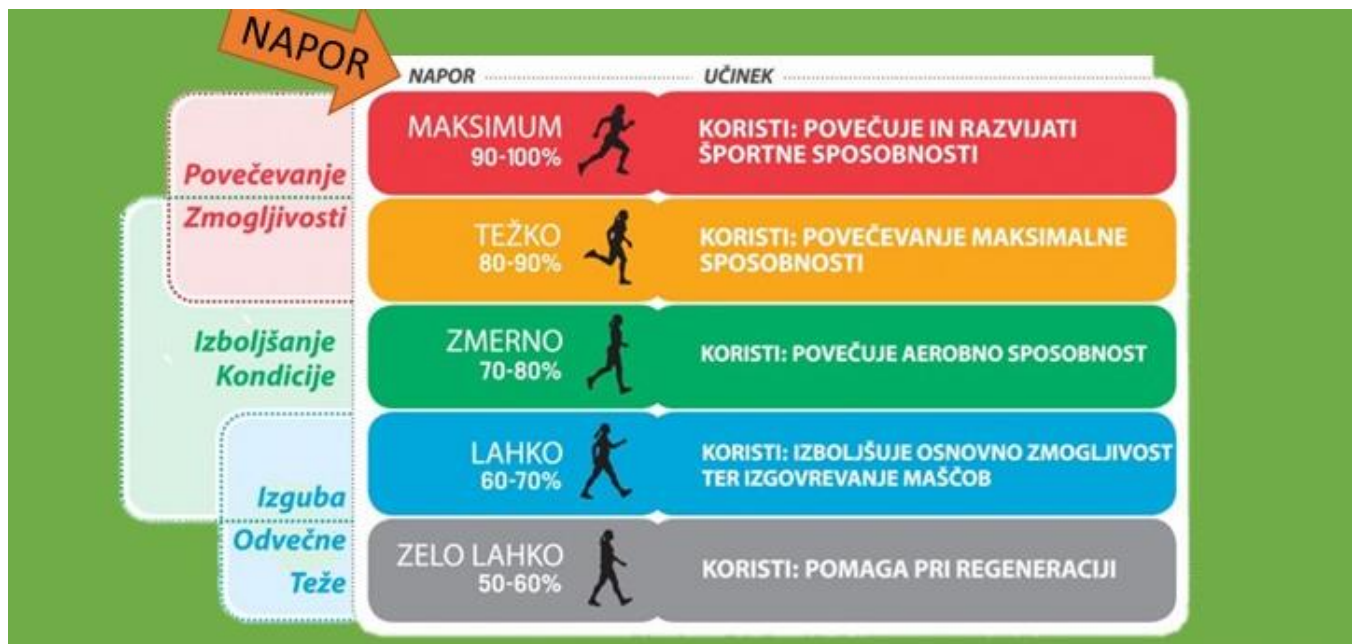 NAPOR
NAPOR UČINEK
MAKSIMUM
90-100%
KORISTI: POVEČUJE IN RAZVIJATI
ŠPORTNE SPOSOBNOSTI
Povečevanje
Zmogljivosti
TEŽKO
80-90%
KORISTI: POVEČEVANJE MAKSIMALNE
SPOSOBNOSTI
Izboljšanje
Kondicije
ZMERNO
70-80%
KORISTI: POVEČUJE AEROBNO SPOSOBNOST
LAHKO
60-70%
KORISTI: IZBOLJŠUJE OSNOVNO ZMOGLJIVOST
TER IZGOVREVANJE MAŠČOB
Izguba
Odvečne
Teže
ZELO LAHKO
50-60%
KORISTI: POMAGA PRI REGENERACIJI